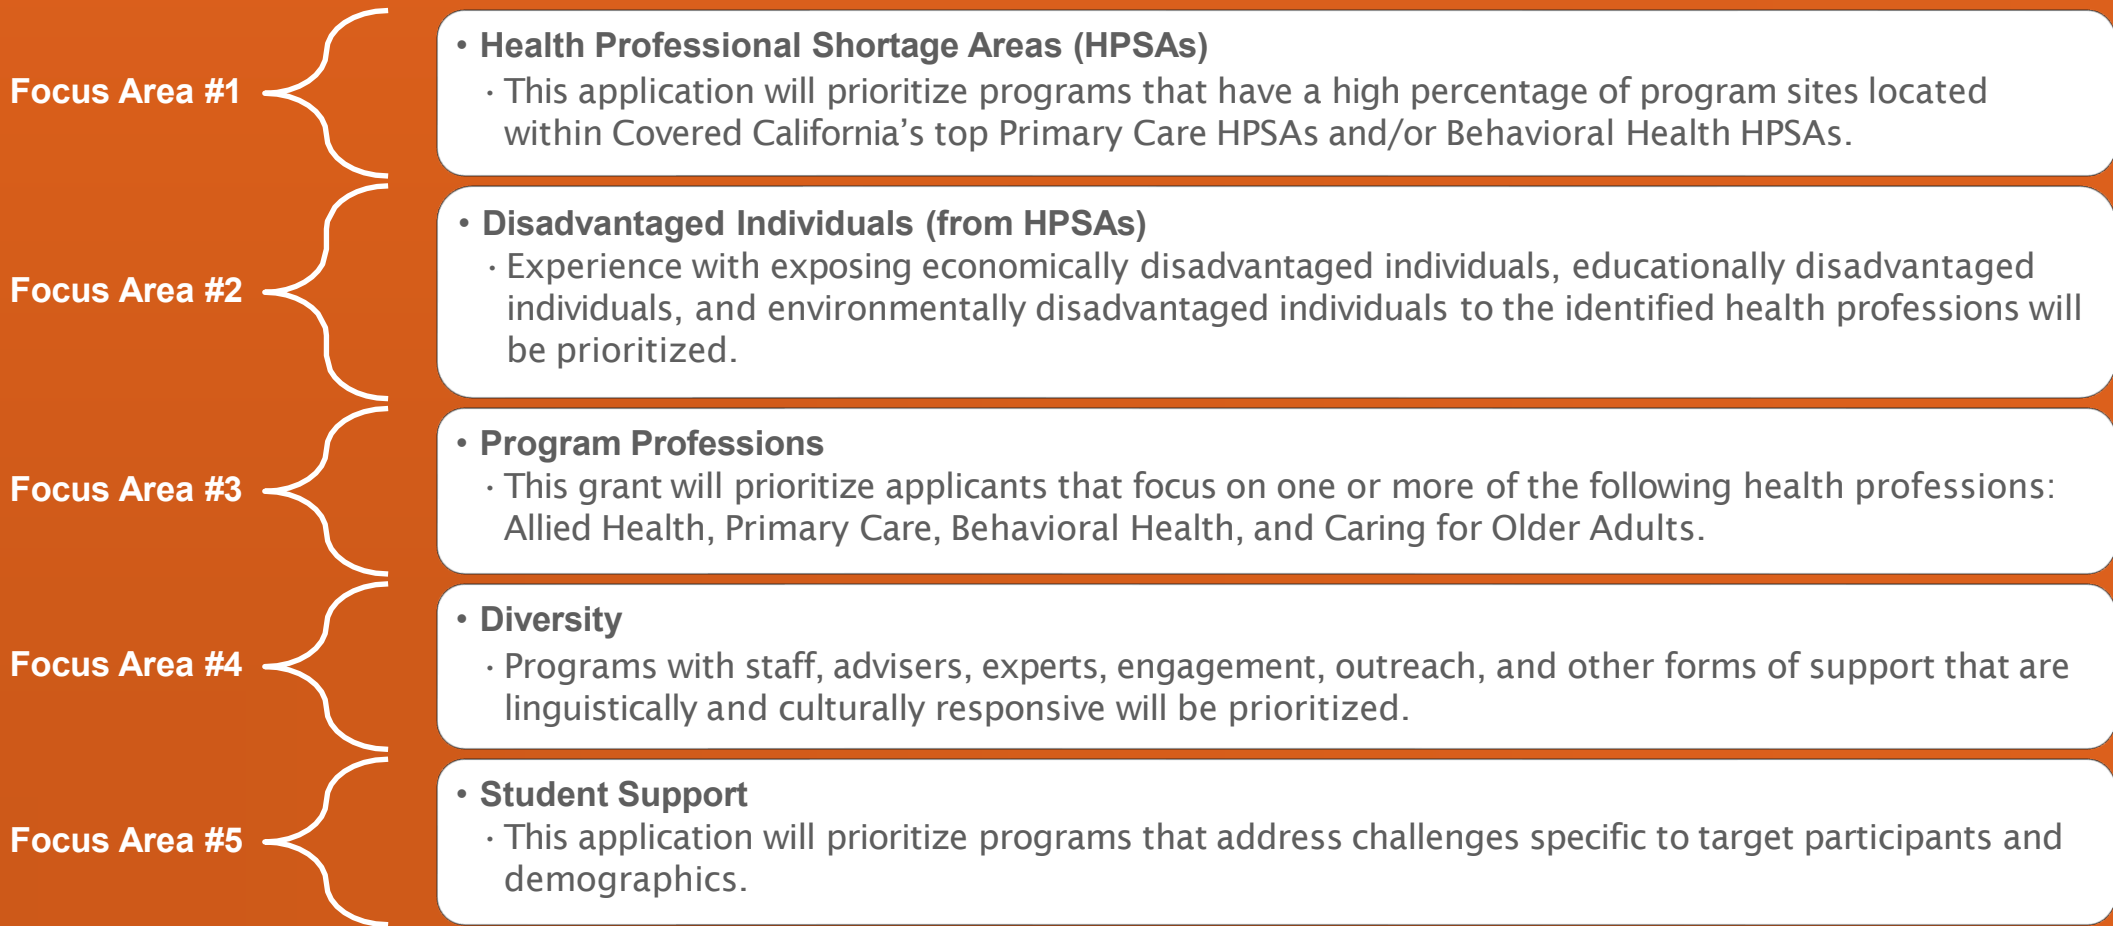 Focus Area #1
• Health Professional Shortage Areas (HPSAs)
· This application will prioritize programs that have a high percentage of program sites located
within Covered California’s top Primary Care HPSAs and/or Behavioral Health HPSAs.
Focus Area #2
• Disadvantaged Individuals (from HPSAs)
· Experience with exposing economically disadvantaged individuals, educationally disadvantaged
individuals, and environmentally disadvantaged individuals to the identified health professions will
be prioritized.
Focus Area #3
• Program Professions
· This grant will prioritize applicants that focus on one or more of the following health professions:
Allied Health, Primary Care, Behavioral Health, and Caring for Older Adults.
Focus Area #4
• Diversity
· Programs with staff, advisers, experts, engagement, outreach, and other forms of support that are
linguistically and culturally responsive will be prioritized.
Focus Area #5
• Student Support
· This application will prioritize programs that address challenges specific to target participants and
demographics.